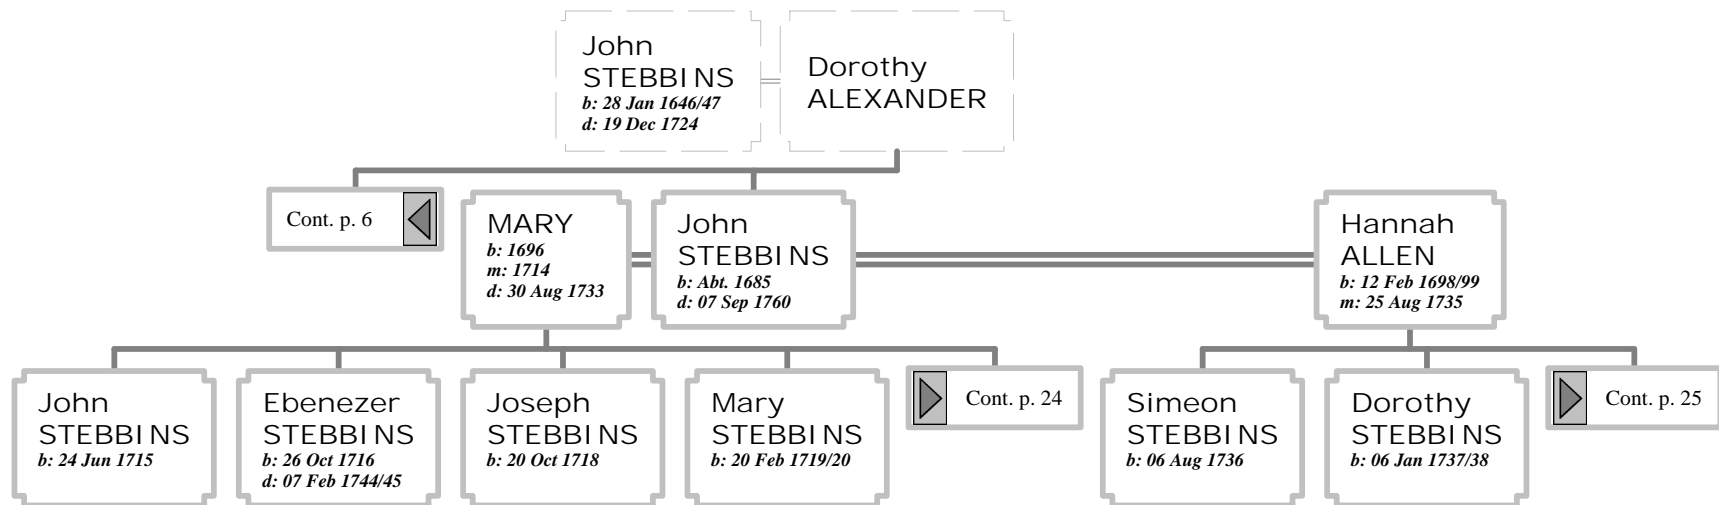 John
STEBBINS
b: 28 Jan 1646/47
d: 19 Dec 1724
Dorothy
ALEXANDER
Cont. p. 6
MARY
b: 1696
m: 1714
d: 30 Aug 1733
John
STEBBINS
b: Abt. 1685
d: 07 Sep 1760
Hannah
ALLEN
b: 12 Feb 1698/99
m: 25 Aug 1735
John
STEBBINS
b: 24 Jun 1715
Ebenezer
STEBBINS
b: 26 Oct 1716
d: 07 Feb 1744/45
Joseph
STEBBINS
b: 20 Oct 1718
Mary
STEBBINS
b: 20 Feb 1719/20
Cont. p. 24
Simeon
STEBBINS
b: 06 Aug 1736
Dorothy
STEBBINS
b: 06 Jan 1737/38
Cont. p. 25